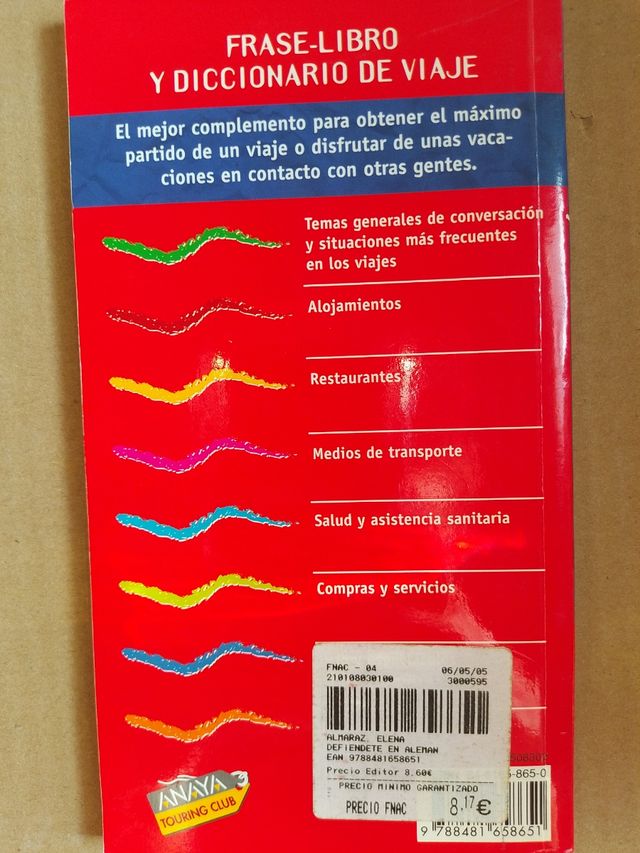 FRASE-LIBRO
Y DICCIONARIO DE VIAJE
El mejor complemento para obtener el máximo
partido de un viaje o disfrutar de unas vaca-
ciones en contacto con otras gentes.
Temas generales de conversación
y situaciones más frecuentes
en los viajes
Alojamientos
Restaurantes
Medios de transporte
Salud y asistencia sanitaria
Compras y servicios
FNAC - 04 06/05/05
210108030100 3000595
ALMARAZ, ELENA
DEFIENDETE EN ALEMAN
EAN 9788481658651
Precio Editor 8.60€
PRECIO MINIMO GARANTIZADO
PRECIO FNAC 8.17€
-865-0
9 788481 658651
ANAYA
TOURING CLUB